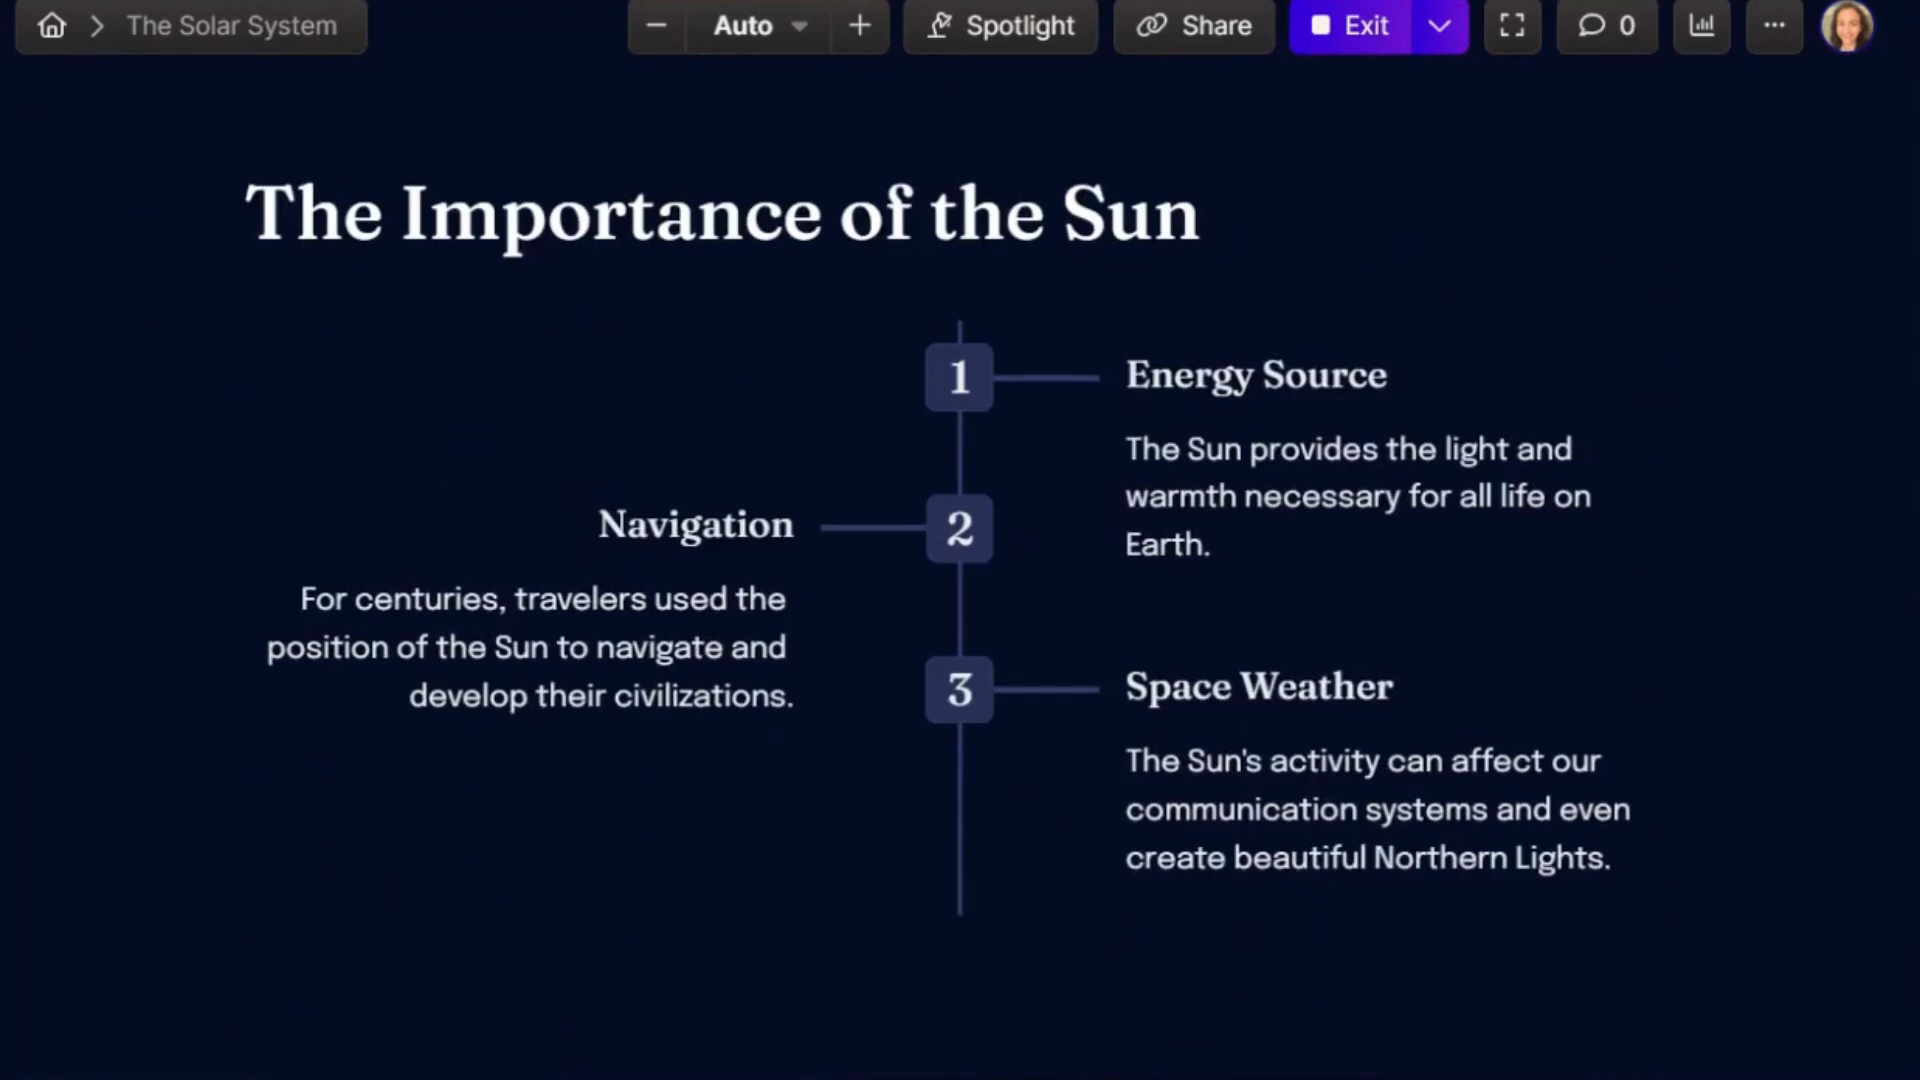 The Solar System
Auto
Spotlight
Share
Exit
0
The Importance of the Sun
1
Energy Source
The Sun provides the light and
warmth necessary for all life on
Earth.
2
Navigation
For centuries, travelers used the
position of the Sun to navigate and
develop their civilizations.
3
Space Weather
The Sun's activity can affect our
communication systems and even
create beautiful Northern Lights.